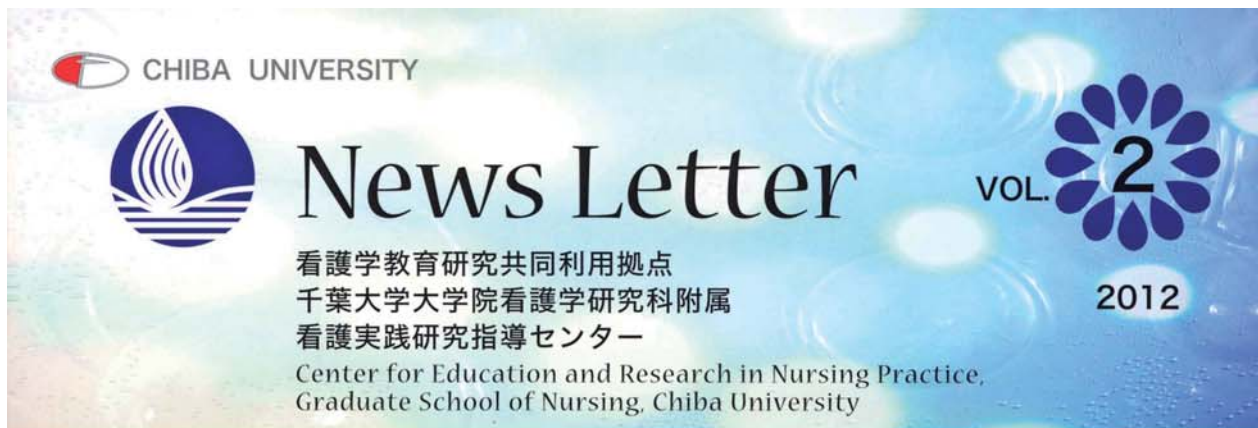 CHIBA UNIVERSITY
News Letter
VOL. 2
2012
看護学教育研究共同利用拠点
千葉大学大学院看護学研究科附属
看護実践研究指導センター
Center for Education and Research in Nursing Practice,
Graduate School of Nursing, Chiba University